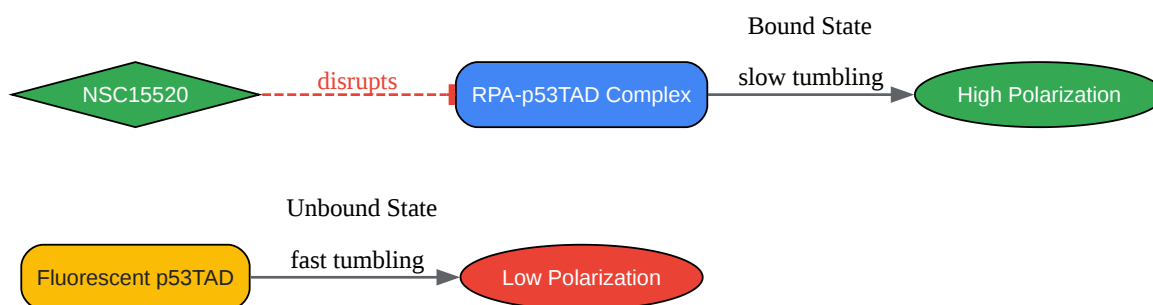 Bound State
NSC15520
disrupts
RPA-p53TAD Complex
slow tumbling
High Polarization
Unbound State
Fluorescent p53TAD
fast tumbling
Low Polarization